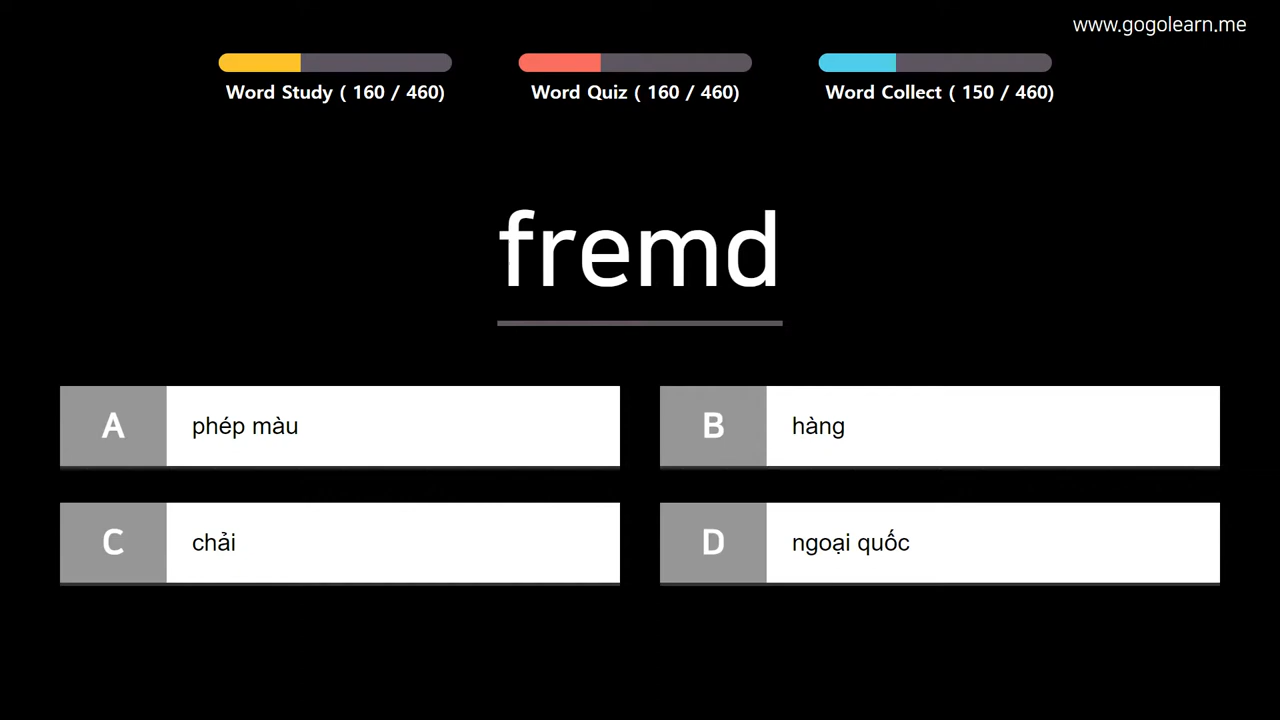 www.gogolearn.me
Word Study ( 160 / 460)
Word Quiz ( 160 / 460)
Word Collect ( 150 / 460)
fremd
A phép màu
B hàng
C chải
D ngoại quốc